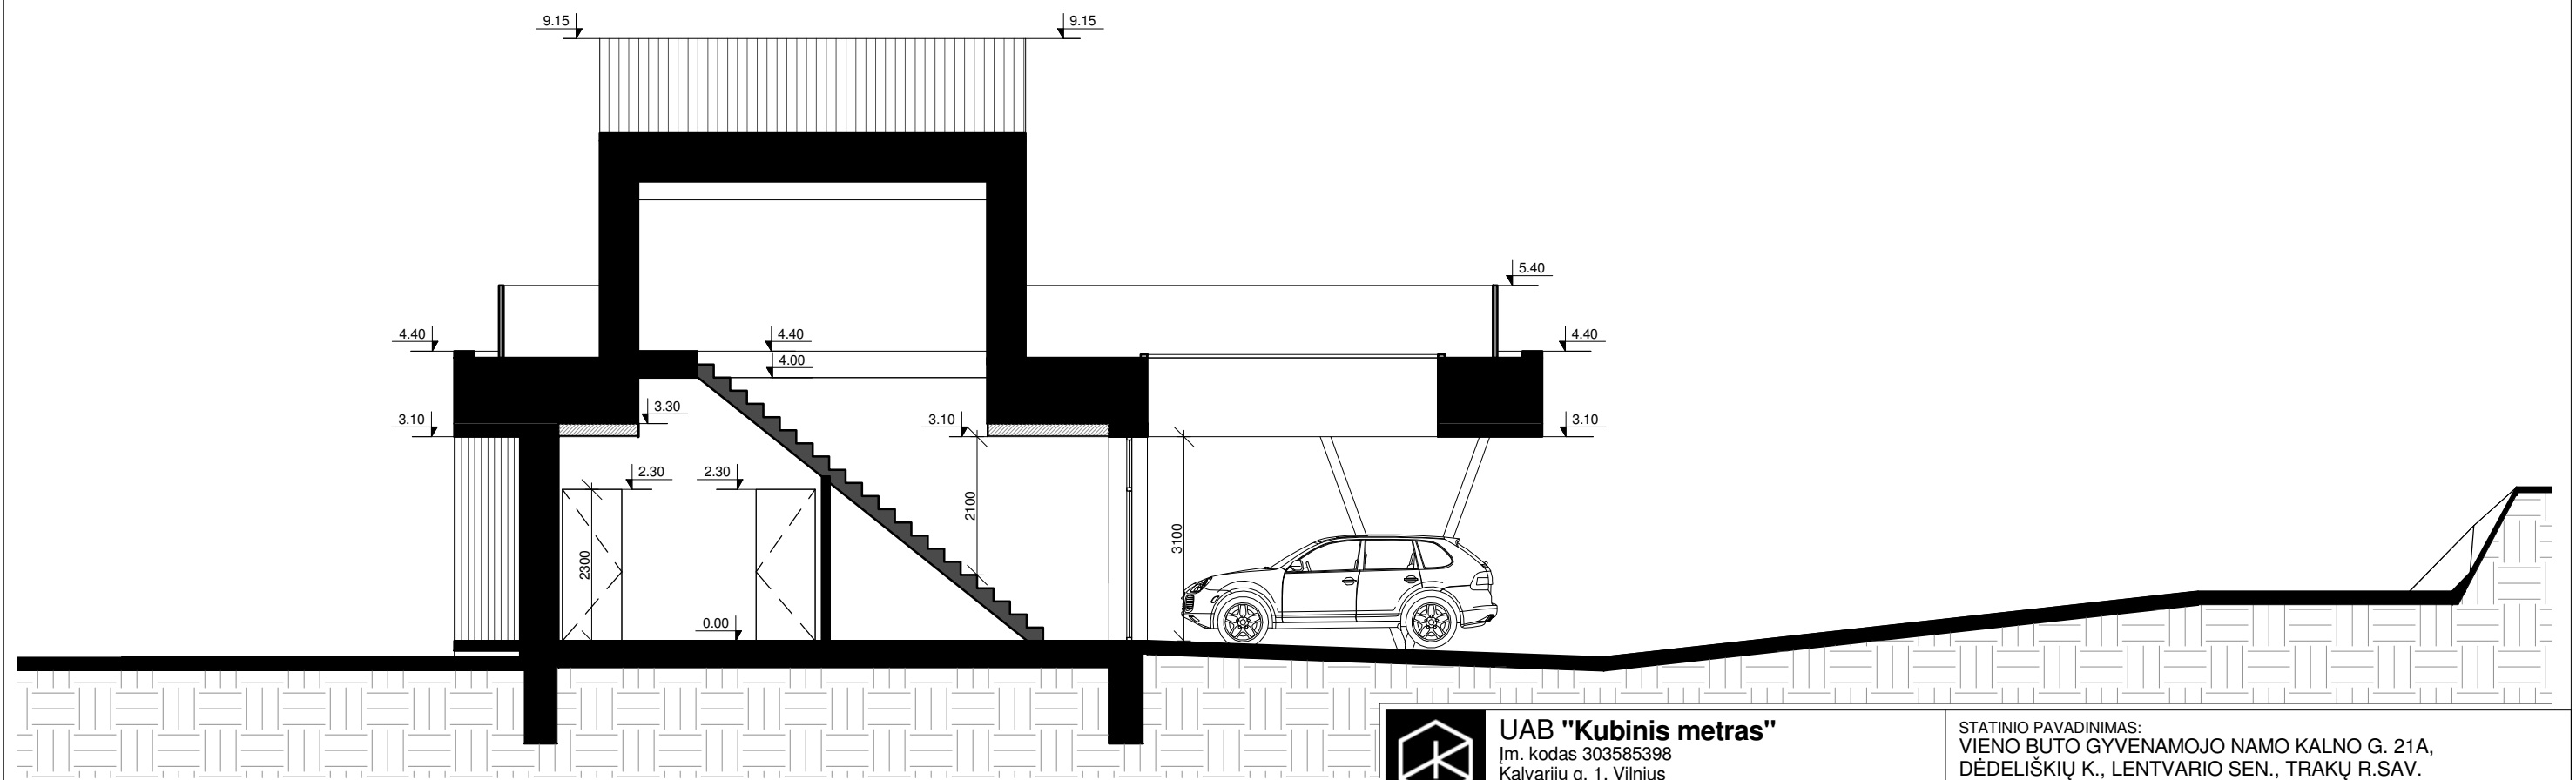 9.15 9.15
5.40
4.40 4.40 4.40
4.00
3.30
3.10 3.10 3.10
2.30 2.30
2100
3100
2300
0.00
UAB "Kubinis metras"
Įm. kodas 303585398
Kalvarijų g. 1, Vilnius
STATINIO PAVADINIMAS:
VIENO BUTO GYVENAMOJO NAMO KALNO G. 21A,
DĖDELIŠKIŲ K., LENTVARIO SEN., TRAKŲ R.SAV.